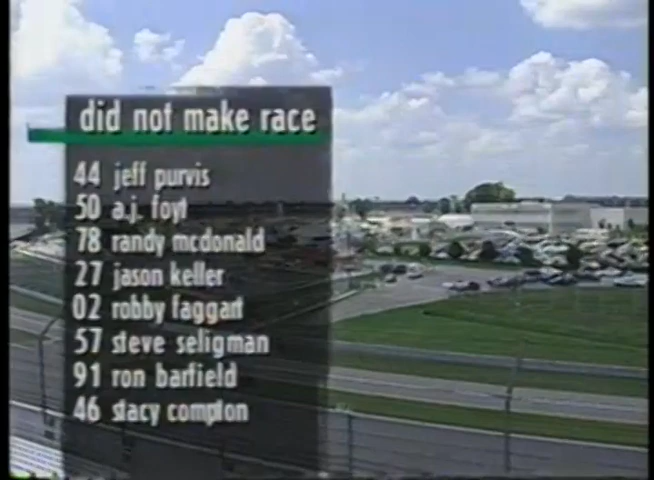 did not make race
44 jeff purvis
50 a.j. foyt
78 randy mcdonald
27 jason keller
02 robby faggart
57 steve seligman
91 ron barfield
46 stacy compton